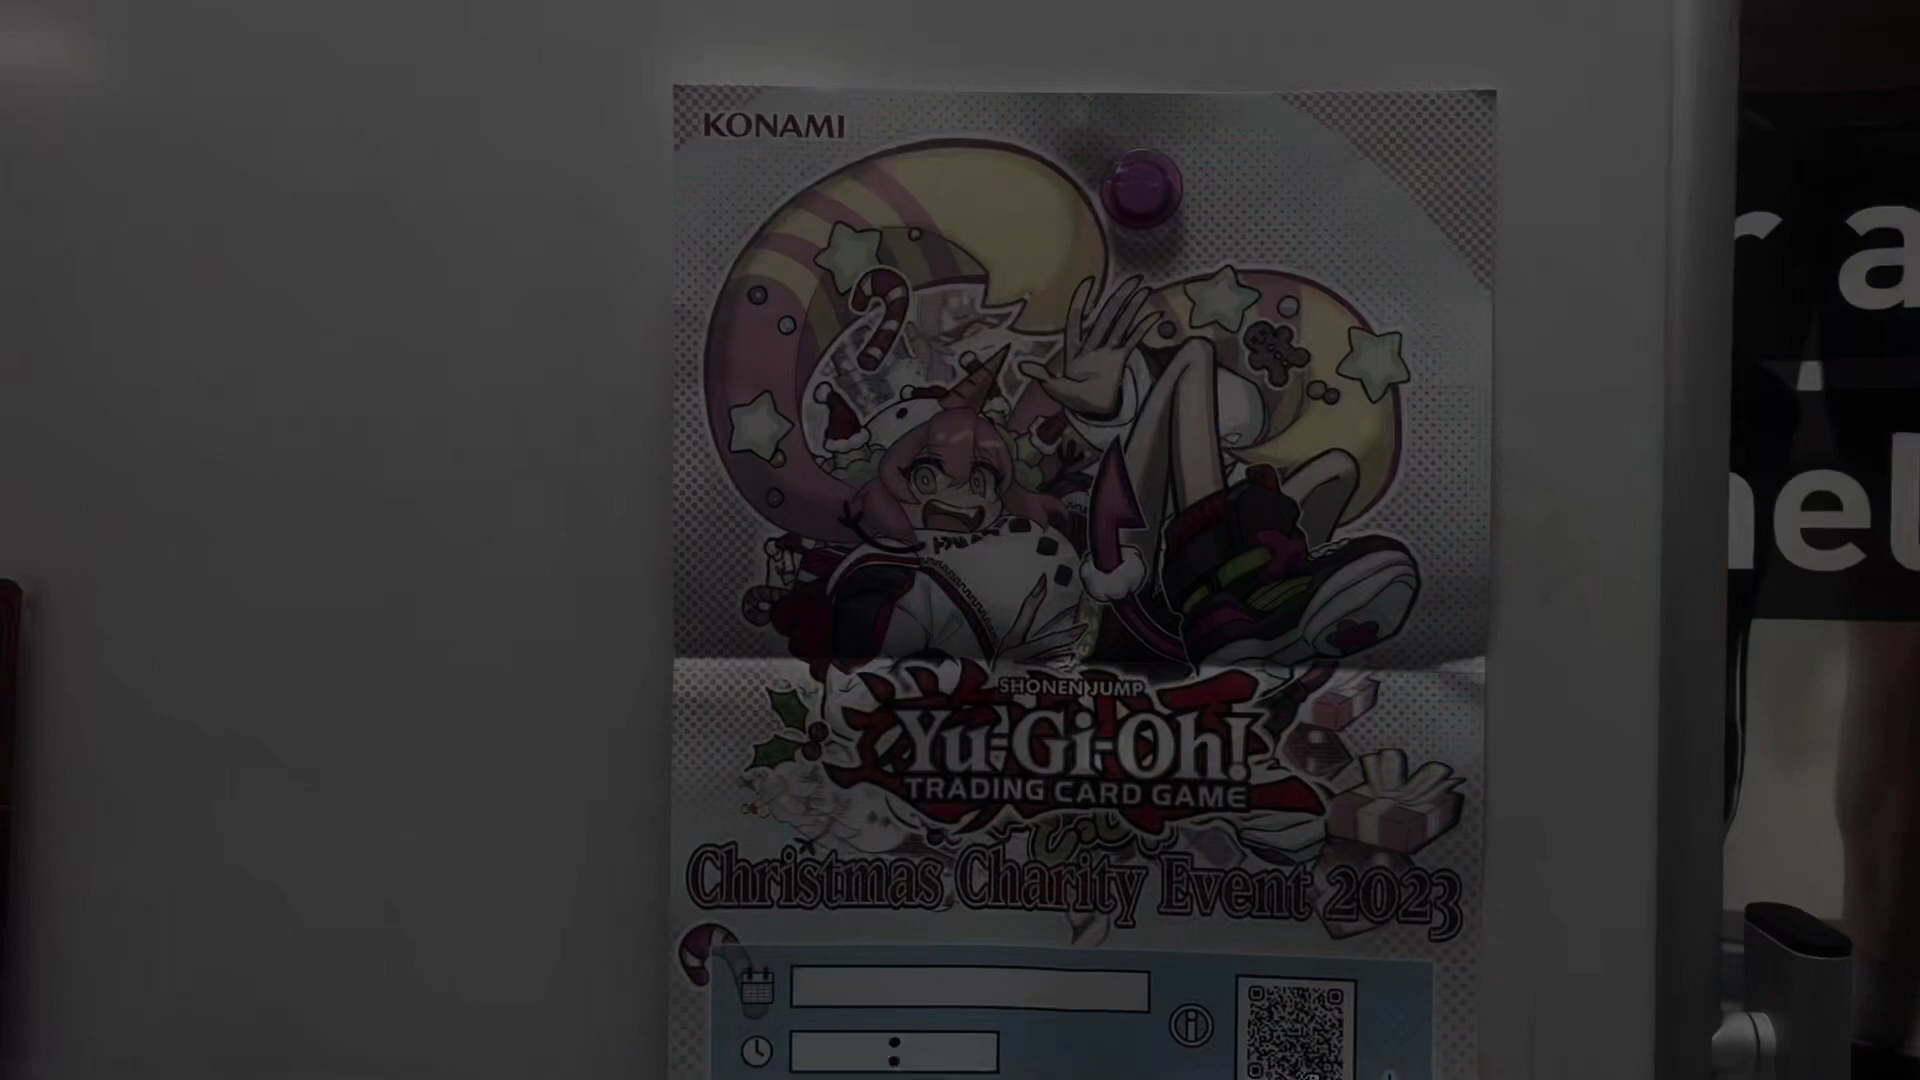 KONAMI
SHONEN JUMP
Yu-Gi-Oh!
TRADING CARD GAME
Christmas Charity Event 2023
:
r a